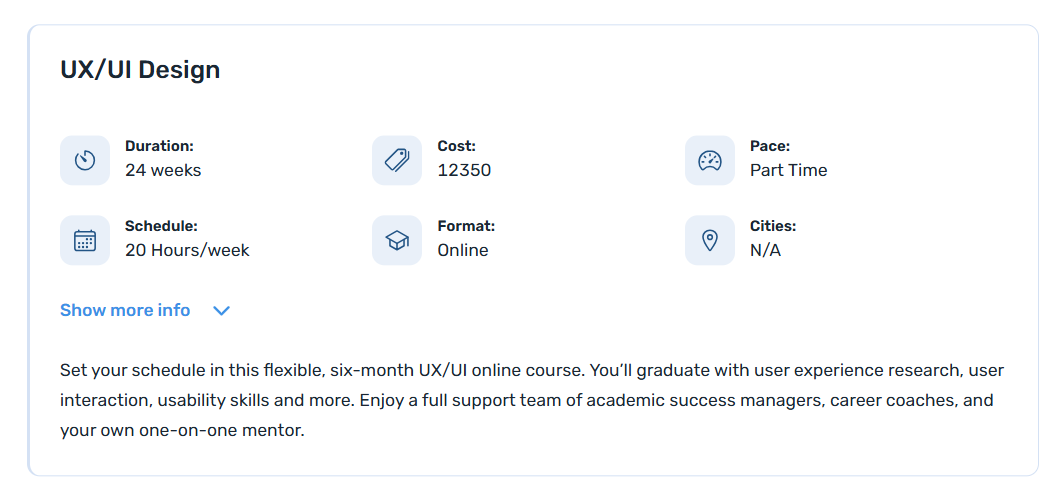 UX/UI Design
Duration:
24 weeks
Cost:
12350
Pace:
Part Time
Schedule:
20 Hours/week
Format:
Online
Cities:
N/A
Show more info
Set your schedule in this flexible, six-month UX/UI online course. You’ll graduate with user experience research, user
interaction, usability skills and more. Enjoy a full support team of academic success managers, career coaches, and
your own one-on-one mentor.